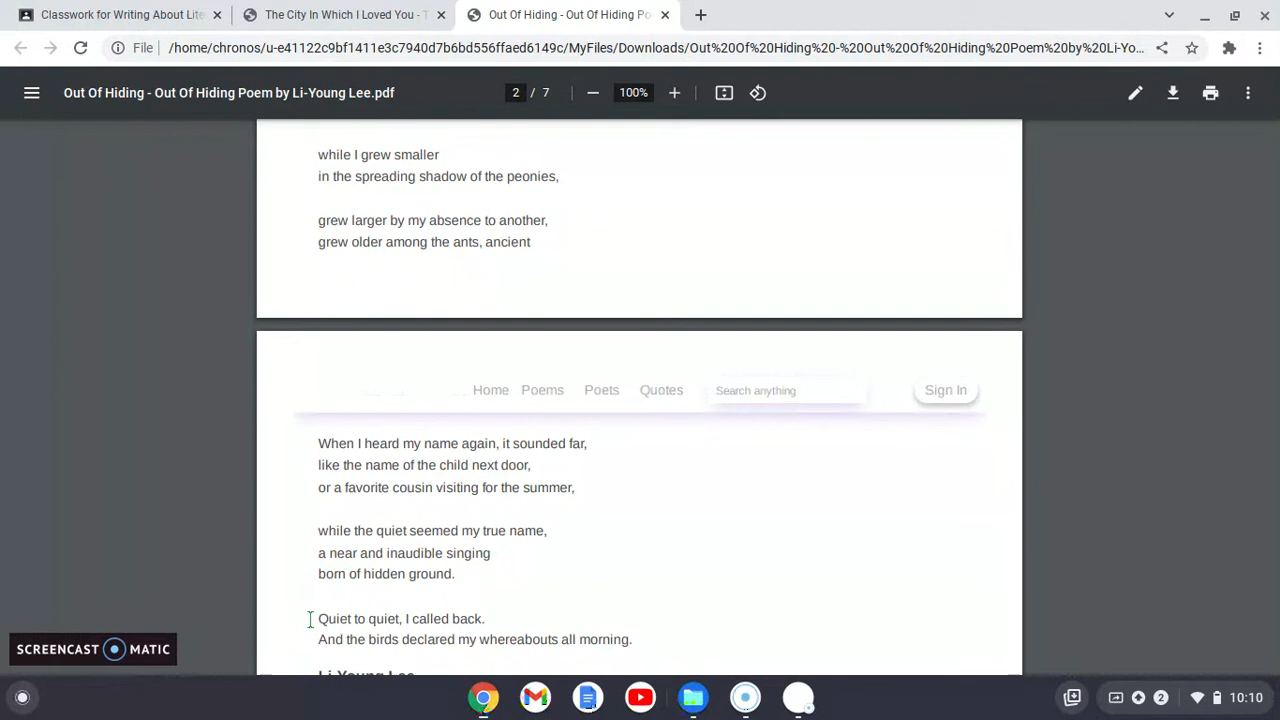 Classwork for Writing About Lite
The City In Which I Loved You - T
Out Of Hiding - Out Of Hiding Po
File
/home/chronos/u-e41122c9bf1411e3c7940d7b6bd556ffaed6149c/MyFiles/Downloads/Out%20Of%20Hiding%20-%20Out%20Of%20Hiding%20Poem%20by%20Li-Yo...
Out Of Hiding - Out Of Hiding Poem by Li-Young Lee.pdf
2 / 7
100%
while I grew smaller
in the spreading shadow of the peonies,
grew larger by my absence to another,
grew older among the ants, ancient
Home Poems Poets Quotes Search anything Sign In
When I heard my name again, it sounded far,
like the name of the child next door,
or a favorite cousin visiting for the summer,
while the quiet seemed my true name,
a near and inaudible singing
born of hidden ground.
Quiet to quiet, I called back.
And the birds declared my whereabouts all morning.
Li-Young Lee
SCREENCAST MATIC
2
10:10